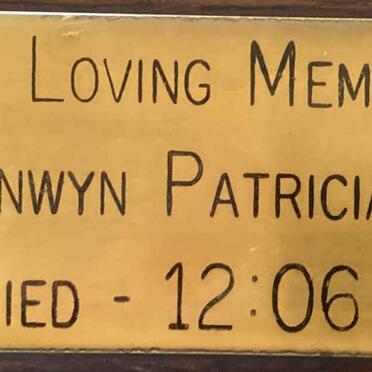 Loving Mem
nwyn Patricia
ied - 12:06